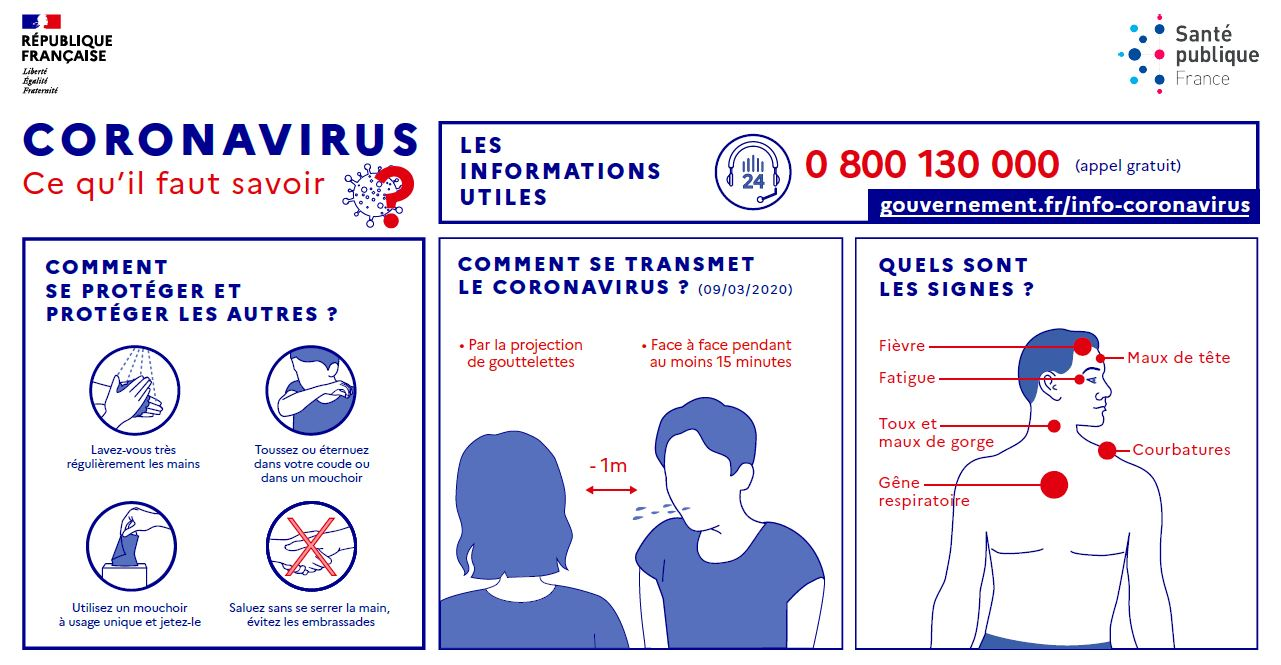 RÉPUBLIQUE
FRANÇAISE
Liberté
Égalité
Fraternité
Santé
publique
France
CORONAVIRUS
Ce qu'il faut savoir
?
LES
INFORMATIONS
UTILES
24
0 800 130 000 (appel gratuit)
gouvernement.fr/info-coronavirus
COMMENT
SE PROTÉGER ET
PROTÉGER LES AUTRES ?
Lavez-vous très
régulièrement les mains
Toussez ou éternuez
dans votre coude ou
dans un mouchoir
Utilisez un mouchoir
à usage unique et jetez-le
Saluez sans se serrer la main,
évitez les embrassades
COMMENT SE TRANSMET
LE CORONAVIRUS ? (09/03/2020)
• Par la projection
de gouttelettes
• Face à face pendant
au moins 15 minutes
- 1m
QUELS SONT
LES SIGNES ?
Fièvre
Maux de tête
Fatigue
Toux et
maux de gorge
Courbatures
Gêne
respiratoire